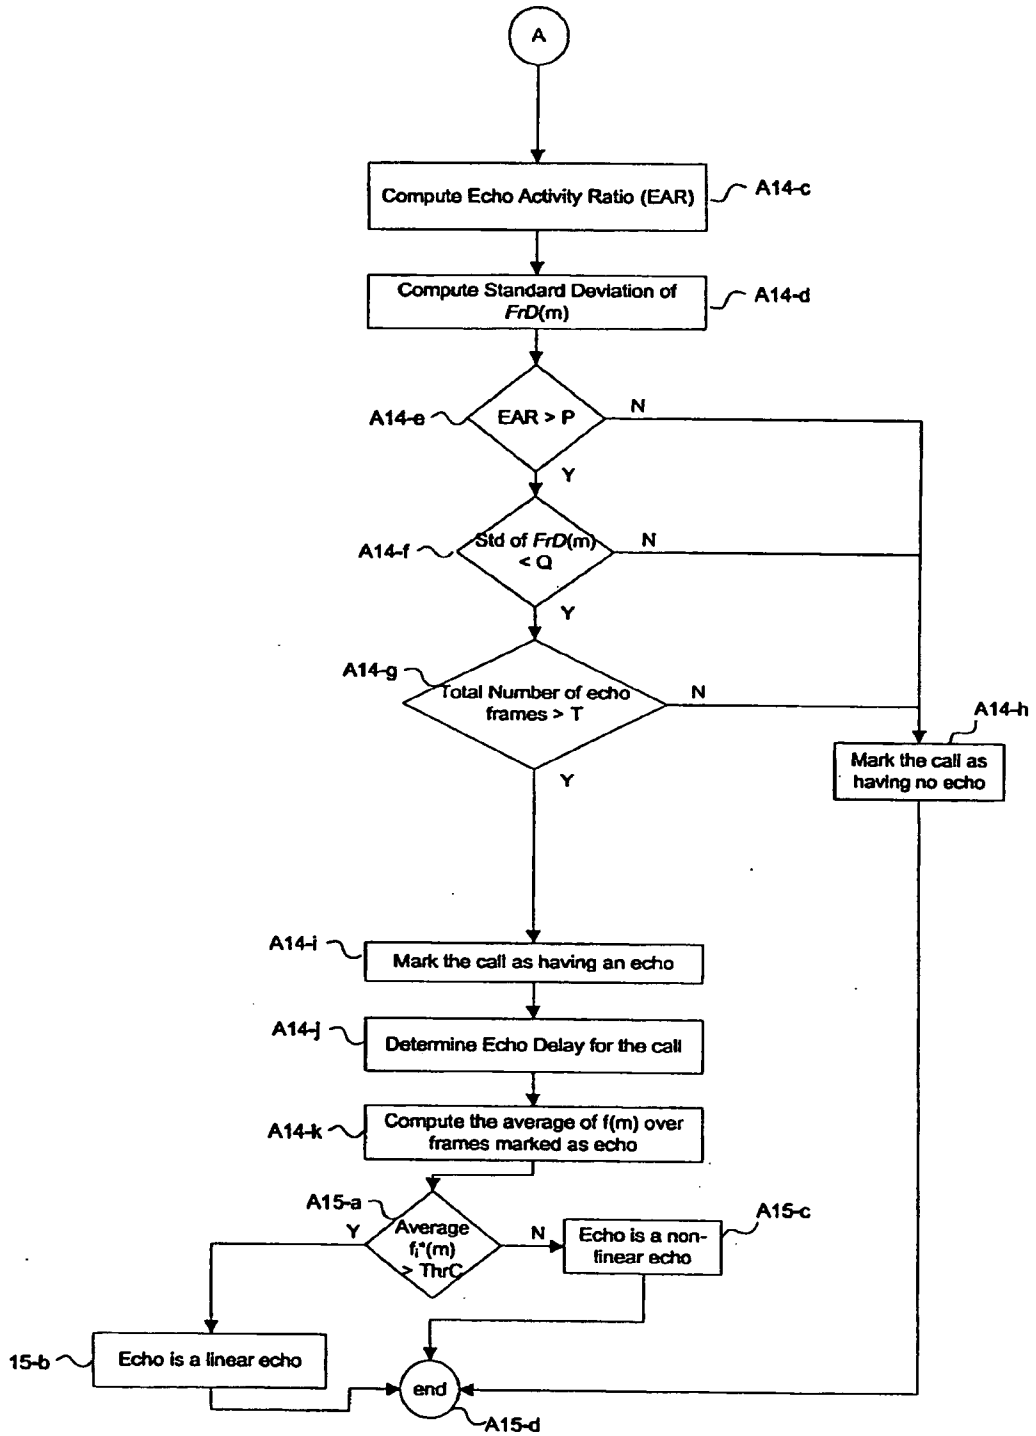 A
Compute Echo Activity Ratio (EAR)
A14-c
Compute Standard Deviation of
FrD(m)
A14-d
A14-e
EAR > P
N
Y
A14-f
Std of FrD(m)
< Q
N
Y
A14-g
Total Number of echo
frames > T
N
Y
A14-h
Mark the call as
having no echo
A14-i
Mark the call as having an echo
A14-j
Determine Echo Delay for the call
A14-k
Compute the average of f(m) over
frames marked as echo
A15-a
Y
Average
fi*(m)
> ThrC
N
Echo is a non-
linear echo
A15-c
15-b
Echo is a linear echo
end
A15-d